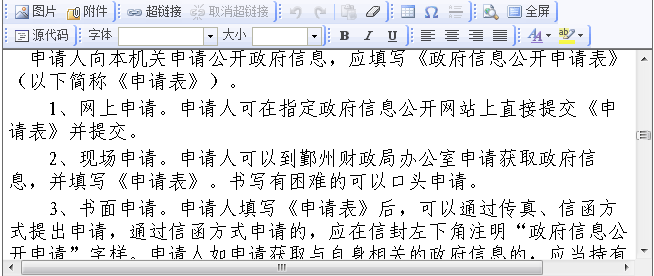 图片 附件 超链接 取消超链接 全屏
源代码 字体 大小 B I U A ab
申请人向本机关申请公开政府信息，应填写《政府信息公开申请表》
（以下简称《申请表》）。
1、网上申请。申请人可在指定政府信息公开网站上直接提交《申
请表》并提交。
2、现场申请。申请人可以到鄞州财政局办公室申请获取政府信
息，并填写《申请表》。书写有困难的可以口头申请。
3、书面申请。申请人填写《申请表》后，可以通过传真、信函方
式提出申请，通过信函方式申请的，应在信封左下角注明“政府信息公
开申请”字样。申请人如申请获取与自身相关的政府信息的，应当持有